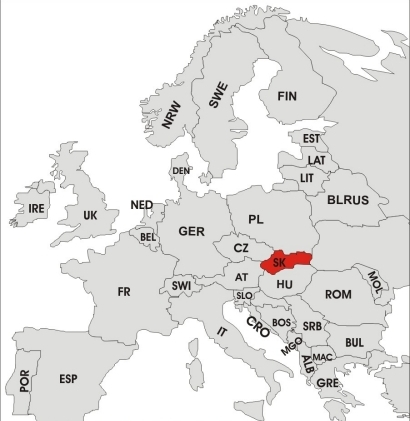 FIN
SWE
NRW
EST
LAT
DEN
LIT
BLRUS
NED
IRE
UK
PL
GER
BEL
CZ
SK
AT
HU
MOL
SWI
FR
ROM
SLO
CRO
BOS
SRB
IT
BUL
MGO
MAC
ALB
POR
ESP
GRE